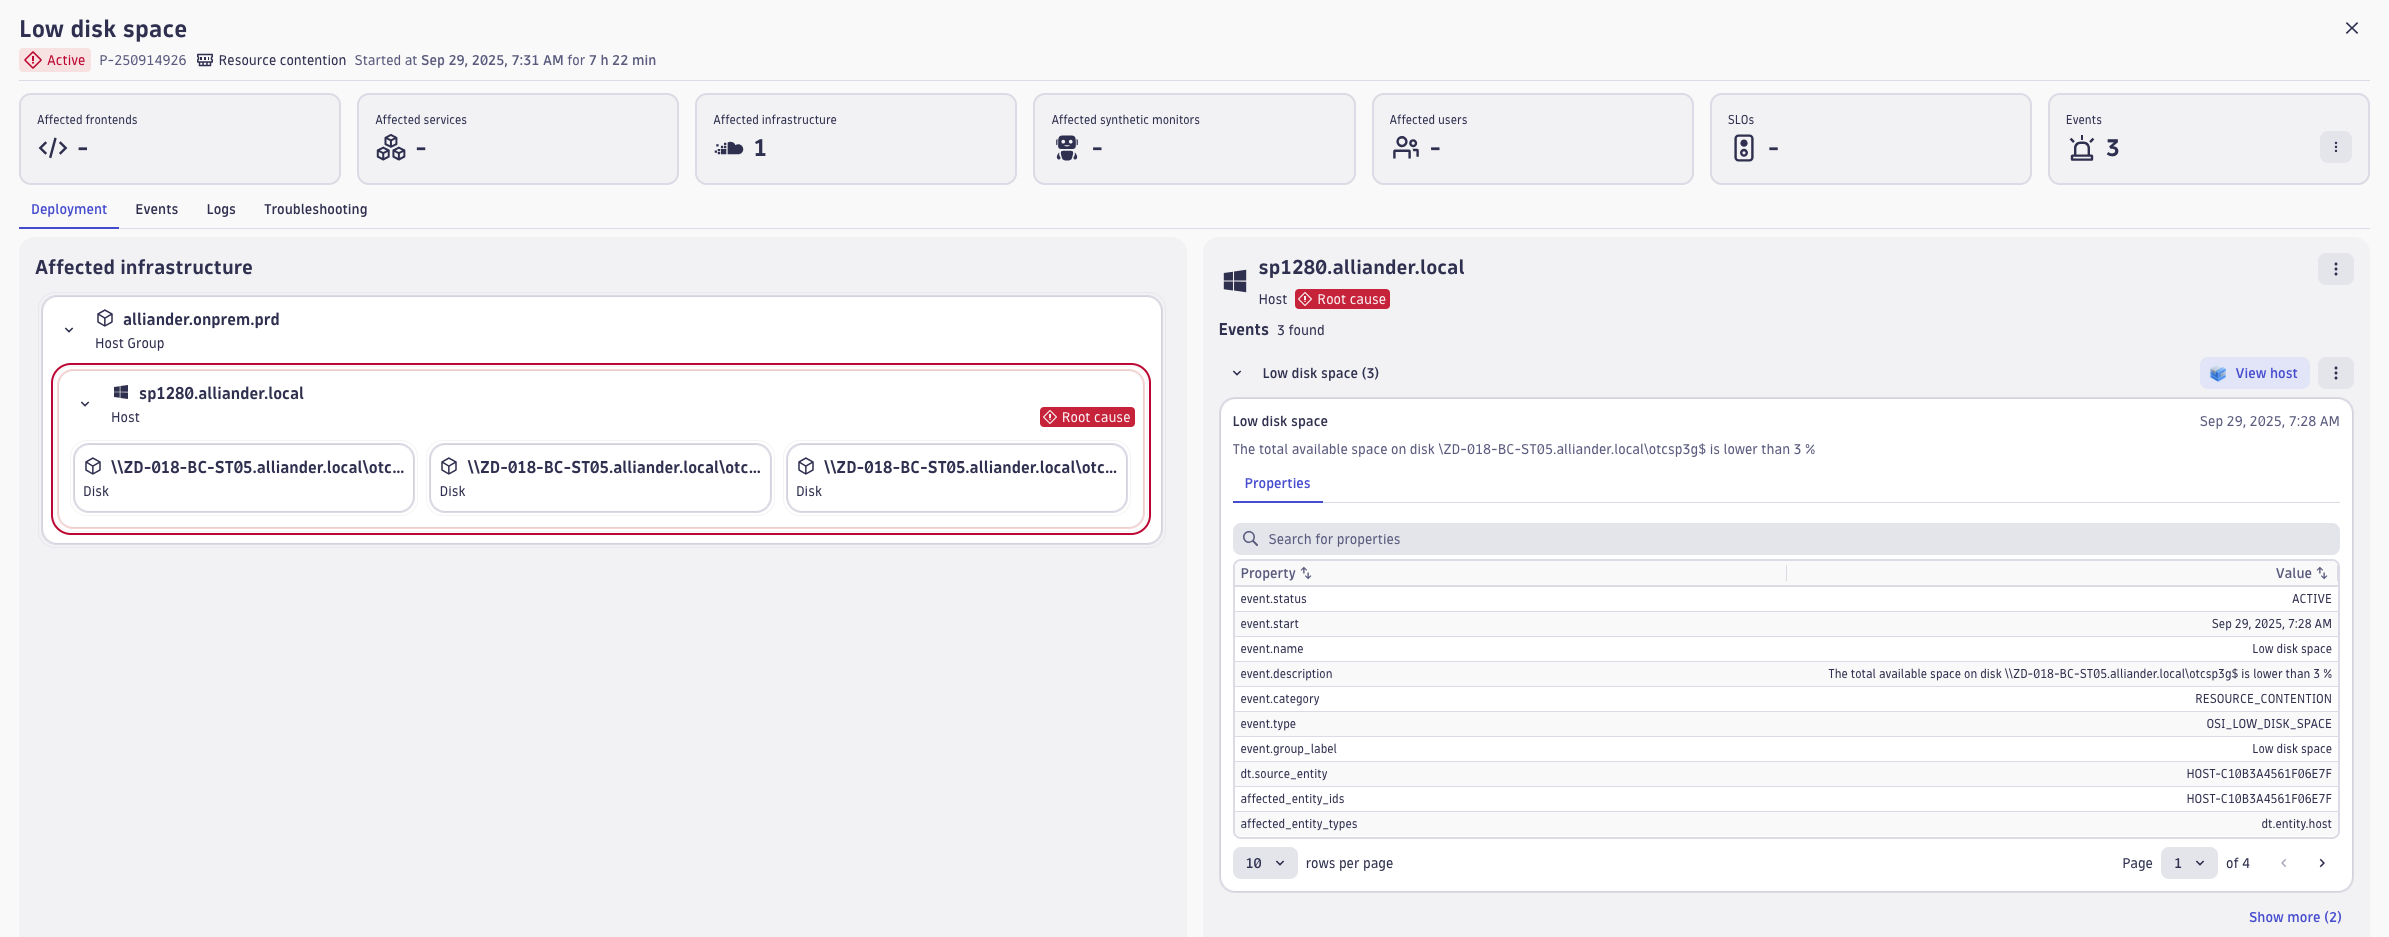 Low disk space
Active P-250914926 Resource contention Started at Sep 29, 2025, 7:31 AM for 7 h 22 min
Affected frontends
-
Affected services
-
Affected infrastructure
1
Affected synthetic monitors
-
Affected users
-
SLOs
-
Events
3
Deployment Events Logs Troubleshooting
Affected infrastructure
alliander.onprem.prd
Host Group
sp1280.alliander.local
Host
Root cause
\\ZD-018-BC-ST05.alliander.local\otc...
Disk
\\ZD-018-BC-ST05.alliander.local\otc...
Disk
\\ZD-018-BC-ST05.alliander.local\otc...
Disk
sp1280.alliander.local
Host Root cause
Events 3 found
Low disk space (3)
View host
Low disk space Sep 29, 2025, 7:28 AM
The total available space on disk \ZD-018-BC-ST05.alliander.local\otcsp3g$ is lower than 3 %
Properties
Search for properties
Property Value
event.status ACTIVE
event.start Sep 29, 2025, 7:28 AM
event.name Low disk space
event.description The total available space on disk \\ZD-018-BC-ST05.alliander.local\otcsp3g$ is lower than 3 %
event.category RESOURCE_CONTENTION
event.type OSI_LOW_DISK_SPACE
event.group_label Low disk space
dt.source_entity HOST-C10B3A4561F06E7F
affected_entity_ids HOST-C10B3A4561F06E7F
affected_entity_types dt.entity.host
10 rows per page Page 1 of 4
Show more (2)